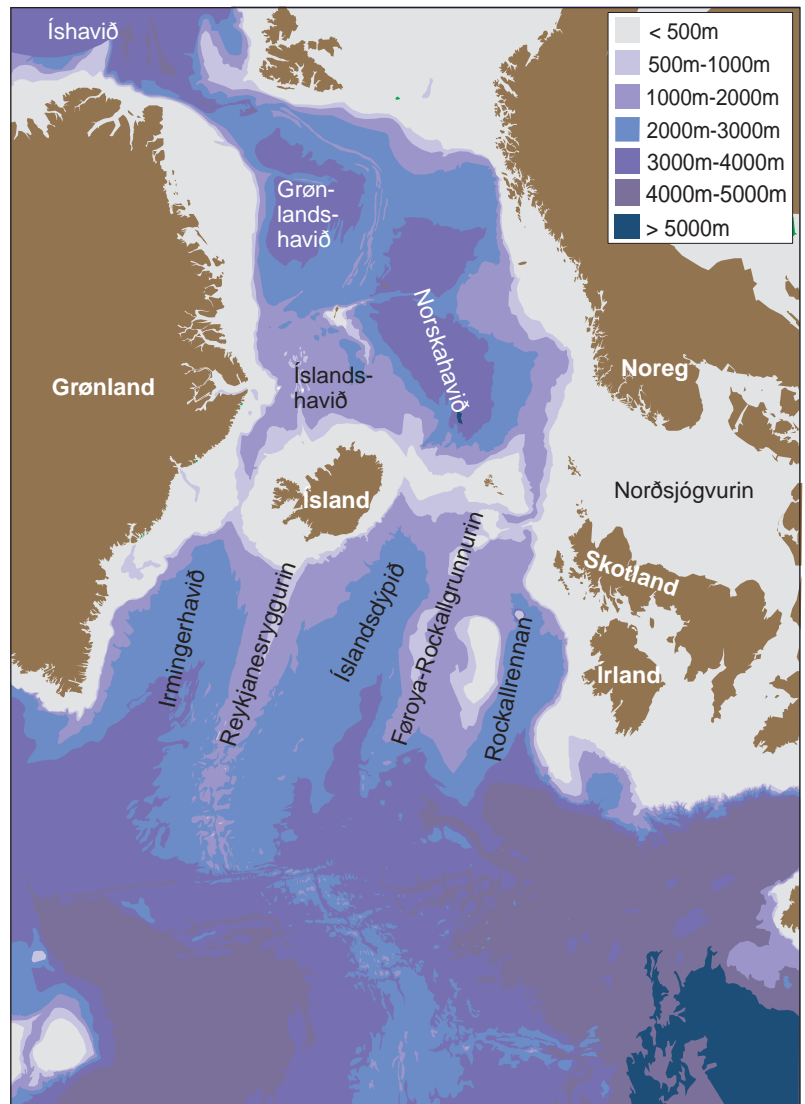 Íshavið
< 500m
500m-1000m
1000m-2000m
2000m-3000m
3000m-4000m
4000m-5000m
> 5000m
Grøn-
lands-
havið
Norskahavið
Grønland
Íslands-
havið
Noreg
Ísland
Norðsjógvurin
Skotland
Írland
Irmingerhavið
Reykjanesryggurin
Íslandsdýpið
Føroya-Rockallgrunnurin
Rockallrennan